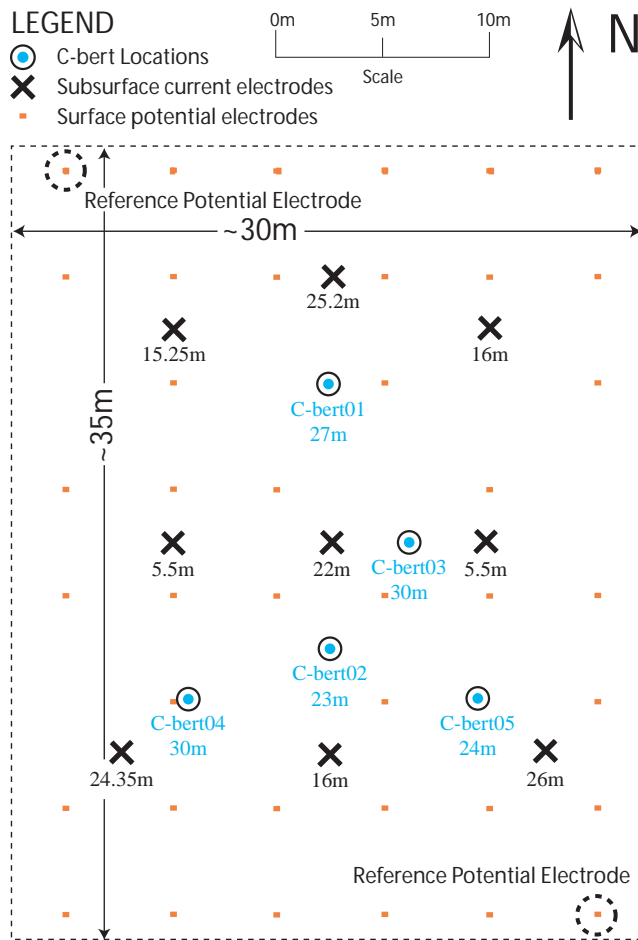 LEGEND
C-bert Locations
Subsurface current electrodes
Surface potential electrodes
0m 5m 10m
Scale
N
Reference Potential Electrode
~30m
25.2m
15.25m
16m
C-bert01
27m
~35m
5.5m
22m
C-bert03
30m
5.5m
C-bert02
23m
C-bert04
30m
C-bert05
24m
24.35m
16m
26m
Reference Potential Electrode